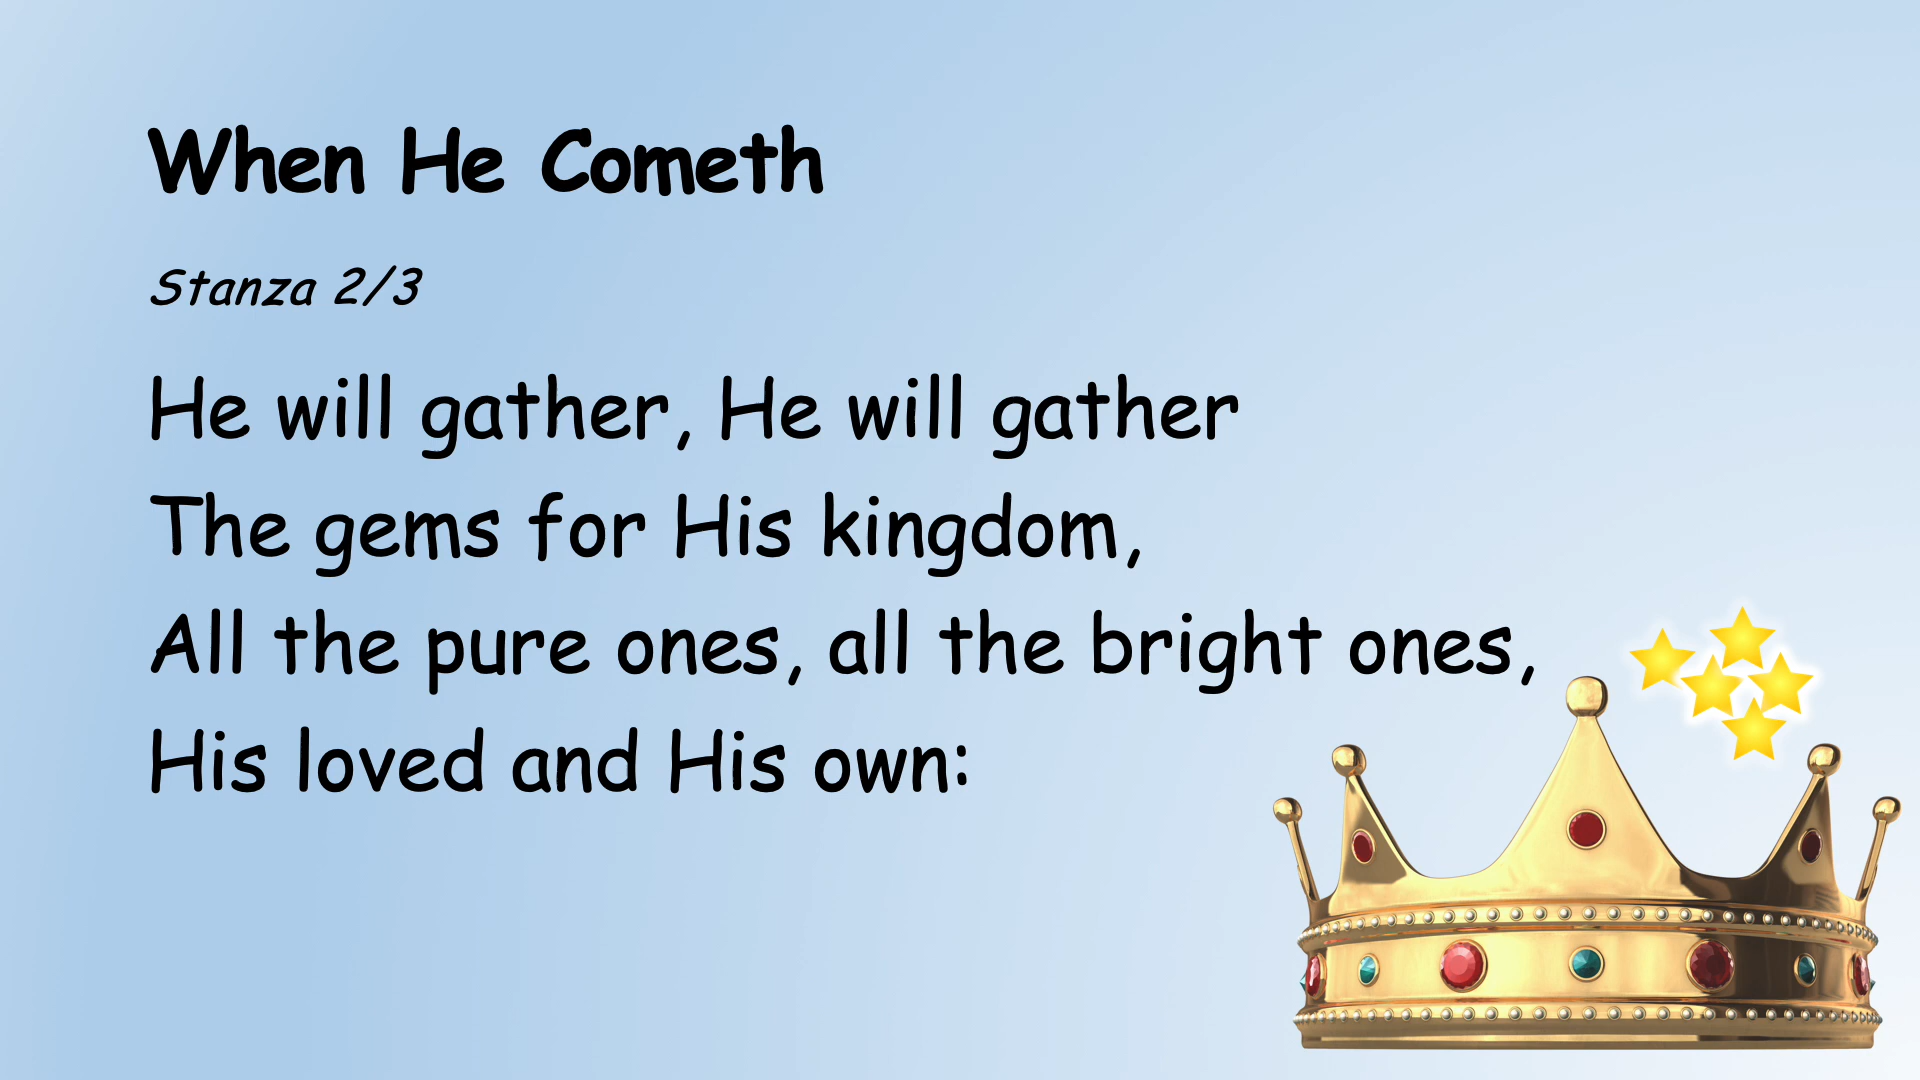 When He Cometh
Stanza 2/3
He will gather, He will gather
The gems for His kingdom,
All the pure ones, all the bright ones,
His loved and His own: